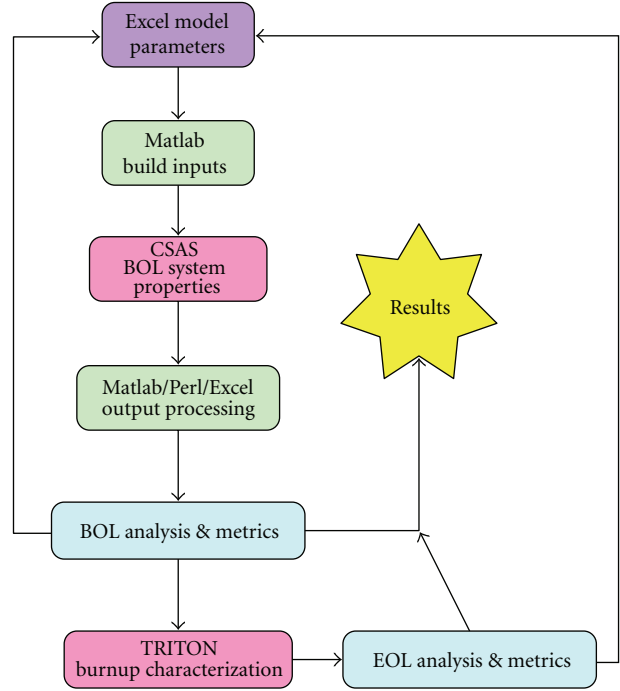 Excel model
parameters
Matlab
build inputs
CSAS
BOL system
properties
Results
Matlab/Perl/Excel
output processing
BOL analysis & metrics
TRITON
burnup characterization
EOL analysis & metrics